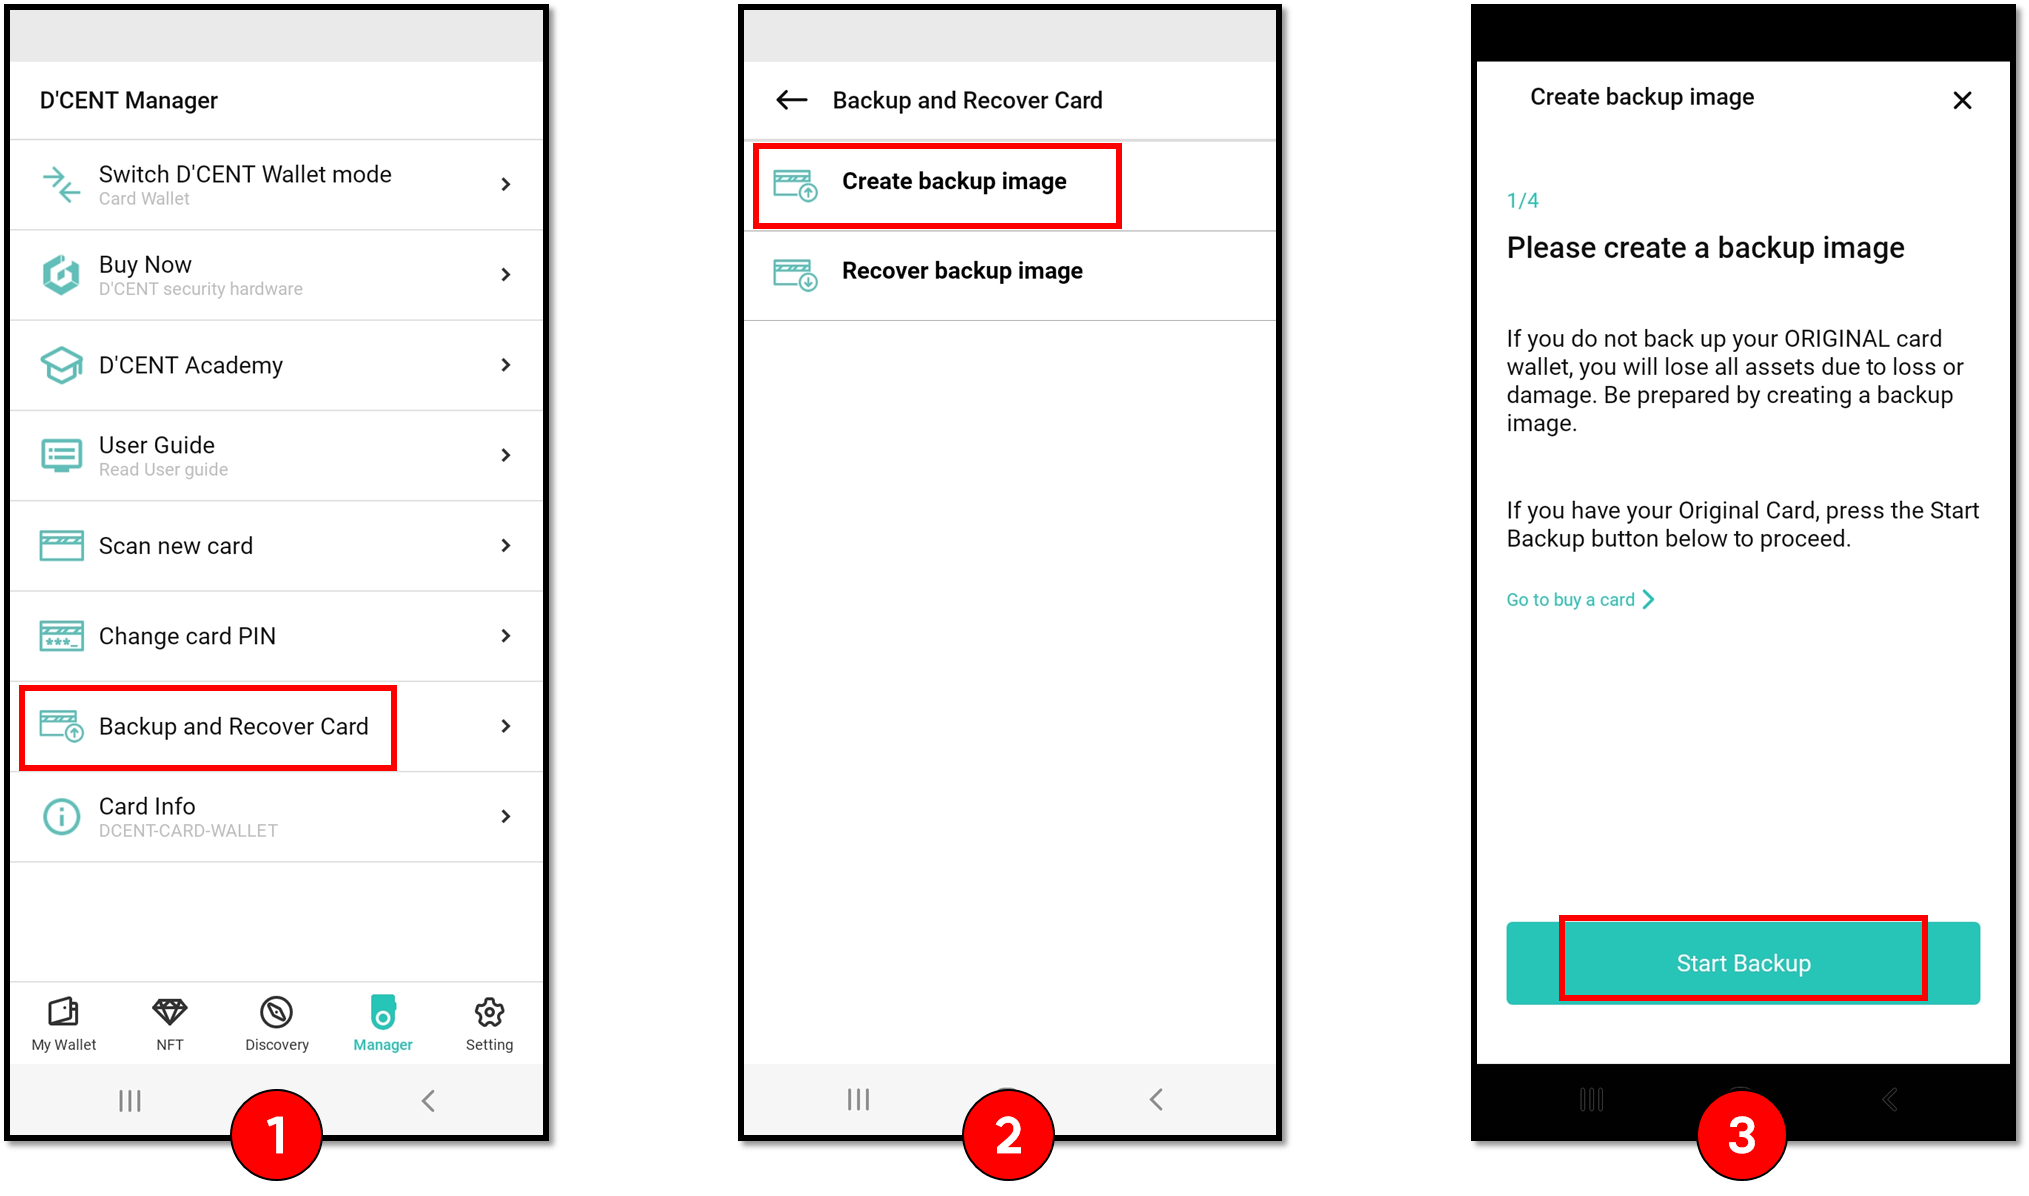 D'CENT Manager
Switch D'CENT Wallet mode
Card Wallet
Buy Now
D'CENT security hardware
D'CENT Academy
User Guide
Read User guide
Scan new card
Change card PIN
Backup and Recover Card
Card Info
DCENT-CARD-WALLET
My Wallet NFT Discovery Manager Setting
1
Backup and Recover Card
Create backup image
Recover backup image
2
Create backup image
1/4
Please create a backup image
If you do not back up your ORIGINAL card
wallet, you will lose all assets due to loss or
damage. Be prepared by creating a backup
image.
If you have your Original Card, press the Start
Backup button below to proceed.
Go to buy a card
Start Backup
3